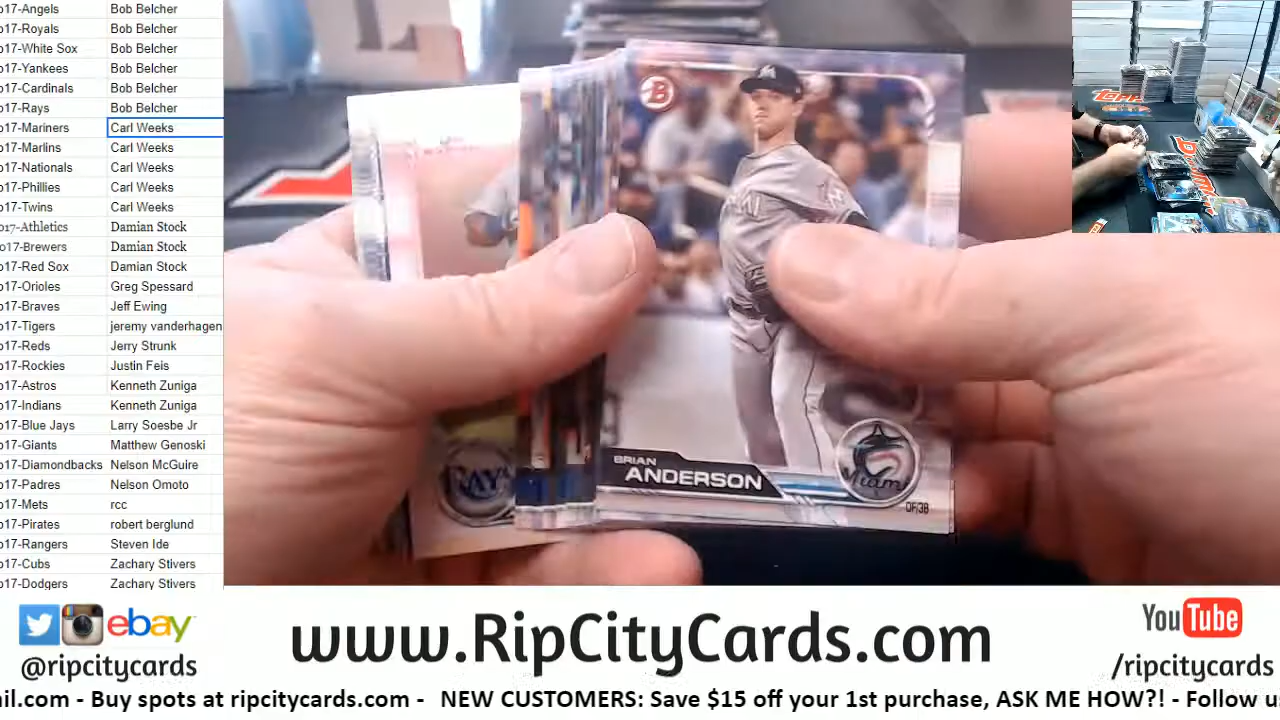 o17-Angels Bob Belcher
o17-Royals Bob Belcher
o17-White Sox Bob Belcher
o17-Yankees Bob Belcher
o17-Cardinals Bob Belcher
o17-Rays Bob Belcher
o17-Mariners Carl Weeks
o17-Marlins Carl Weeks
o17-Nationals Carl Weeks
o17-Phillies Carl Weeks
o17-Twins Carl Weeks
o17-Athletics Damian Stock
o17-Brewers Damian Stock
o17-Red Sox Damian Stock
o17-Orioles Greg Spessard
o17-Braves Jeff Ewing
o17-Tigers jeremy vanderhagen
o17-Reds Jerry Strunk
o17-Rockies Justin Feis
o17-Astros Kenneth Zuniga
o17-Indians Kenneth Zuniga
o17-Blue Jays Larry Soesbe Jr
o17-Giants Matthew Genoski
o17-Diamondbacks Nelson McGuire
o17-Padres Nelson Omoto
o17-Mets rcc
o17-Pirates robert berglund
o17-Rangers Steven Ide
o17-Cubs Zachary Stivers
o17-Dodgers Zachary Stivers
B
BRIAN
ANDERSON
Miami
OF/3B
RAYS
TOPPS
ebay
@ripcitycards
www.RipCityCards.com
YouTube
/ripcitycards
ail.com - Buy spots at ripcitycards.com - NEW CUSTOMERS: Save $15 off your 1st purchase, ASK ME HOW?! - Follow u